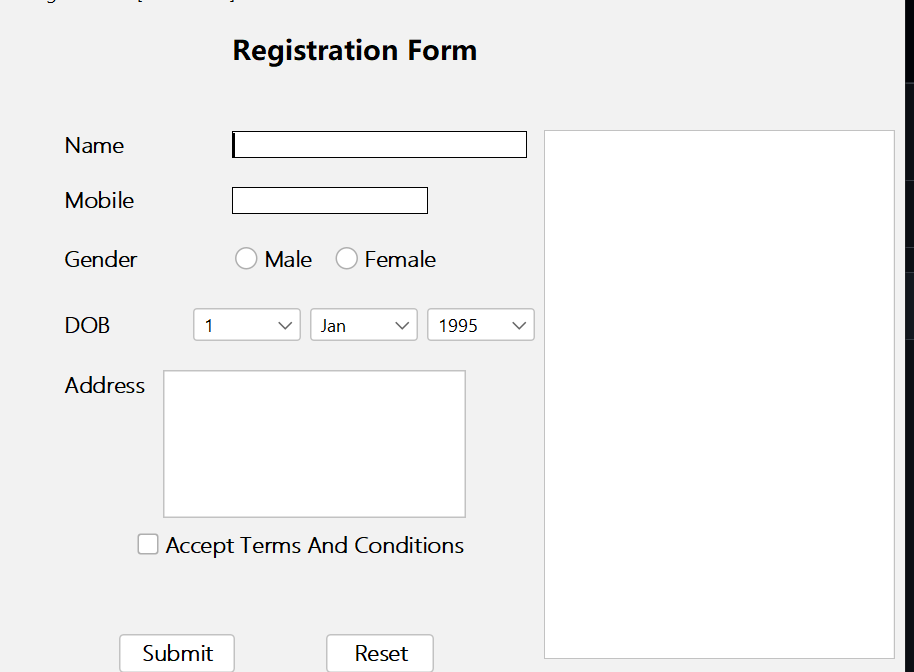 Registration Form
Name
Mobile
Gender Male Female
DOB 1 Jan 1995
Address
Accept Terms And Conditions
Submit Reset